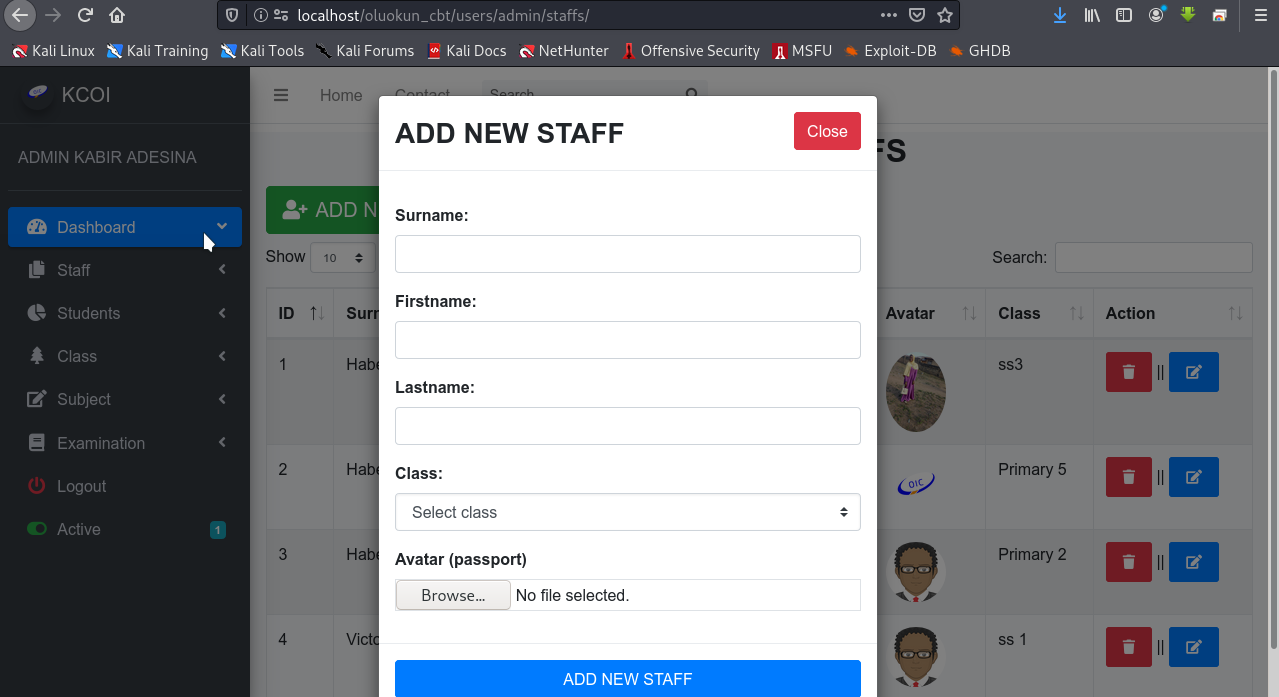 localhost/oluokun_cbt/users/admin/staffs/
Kali Linux Kali Training Kali Tools Kali Forums Kali Docs NetHunter Offensive Security MSFU Exploit-DB GHDB
KCOI
Home Contact Search
ADMIN KABIR ADESINA
Dashboard
Staff
Students
Class
Subject
Examination
Logout
Active 1
FS
ADD N
Show 10
Search:
ID Surn Avatar Class Action
1 Habe ss3 ||
2 Habe OIC Primary 5 ||
3 Habe Primary 2 ||
4 Victo ss 1 ||
ADD NEW STAFF Close
Surname:
Firstname:
Lastname:
Class:
Select class
Avatar (passport)
Browse... No file selected.
ADD NEW STAFF